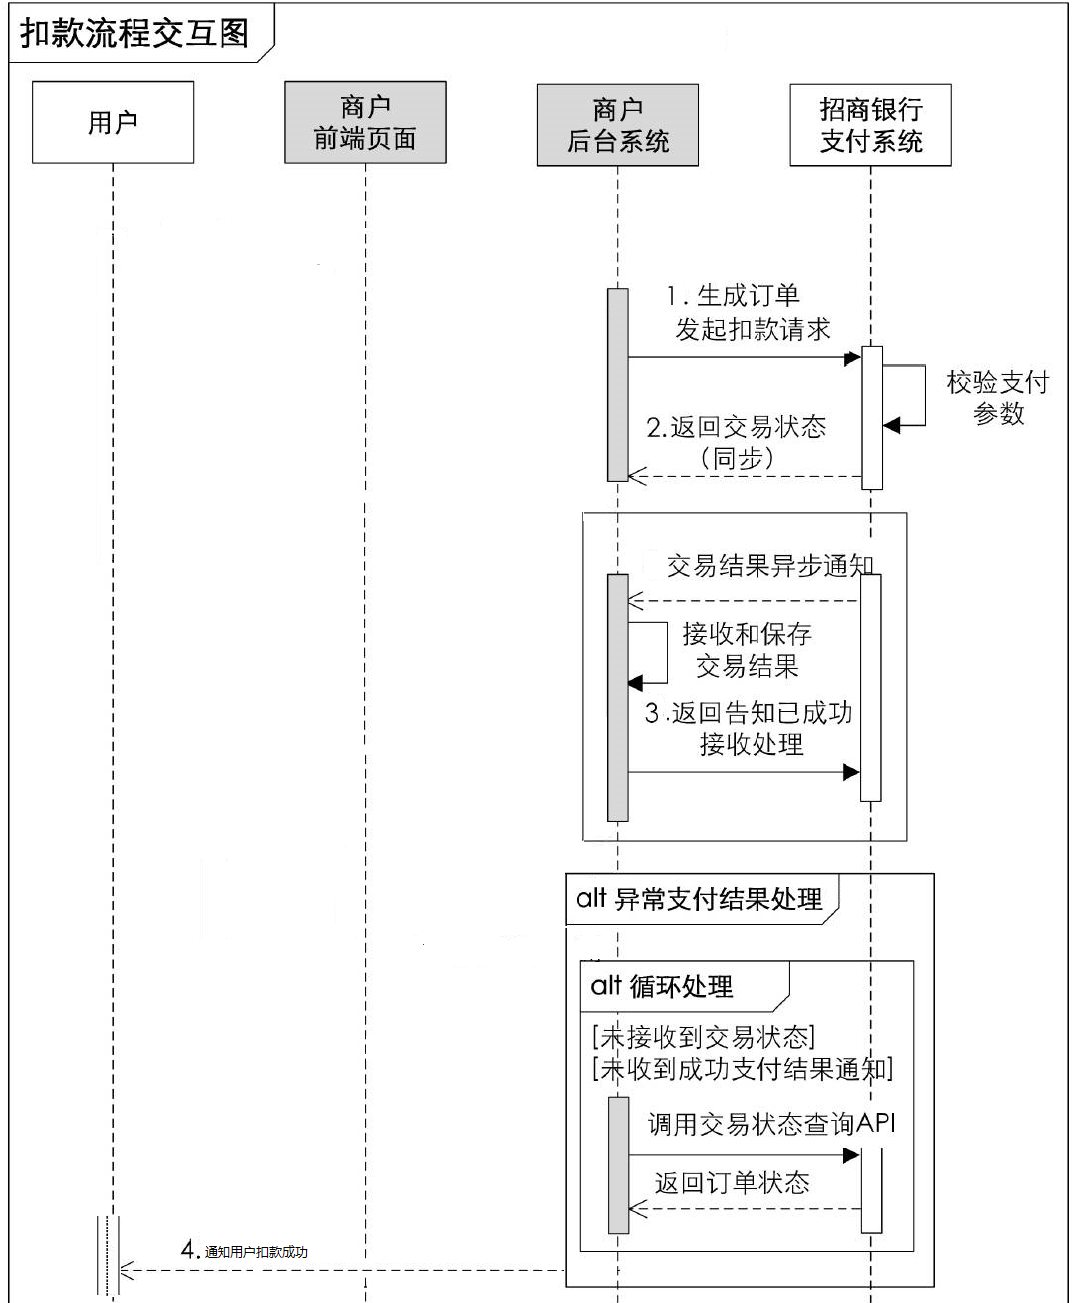 扣款流程交互图
用户
商户
前端页面
商户
后台系统
招商银行
支付系统
1. 生成订单
发起扣款请求
校验支付
参数
2.返回交易状态
（同步）
交易结果异步通知
接收和保存
交易结果
3.返回告知已成功
接收处理
alt 异常支付结果处理
alt 循环处理
[未接收到交易状态]
[未收到成功支付结果通知]
调用交易状态查询API
返回订单状态
4.通知用户扣款成功